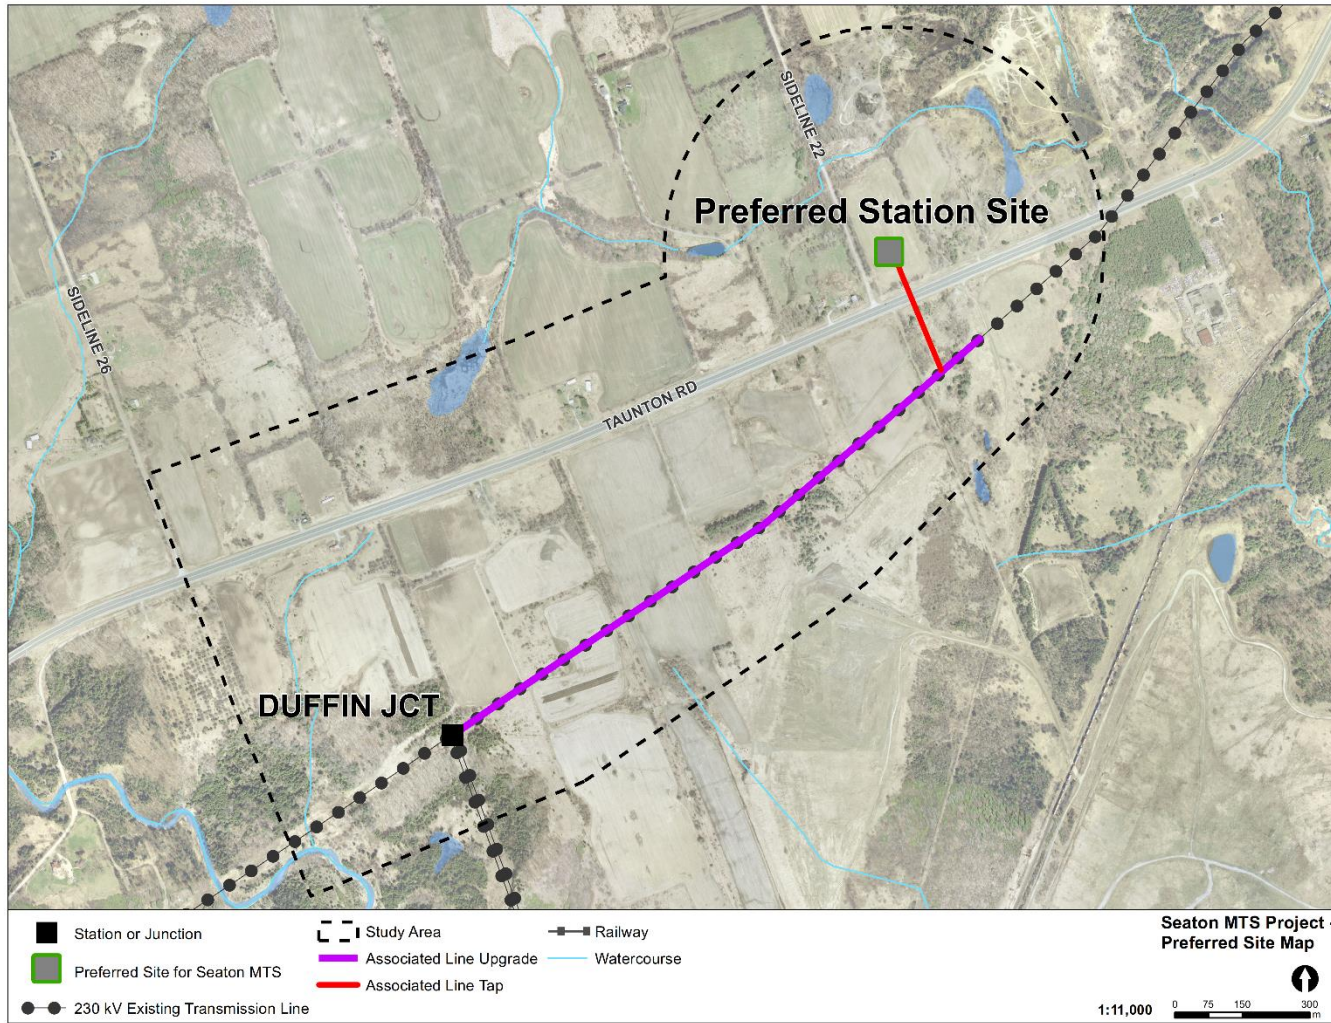 SIDELINE 22
Preferred Station Site
SIDELINE 26
TAUNTON RD
DUFFIN JCT
Station or Junction
Preferred Site for Seaton MTS
230 kV Existing Transmission Line
Study Area
Associated Line Upgrade
Associated Line Tap
Railway
Watercourse
Seaton MTS Project -
Preferred Site Map
1:11,000
0 75 150 300
m